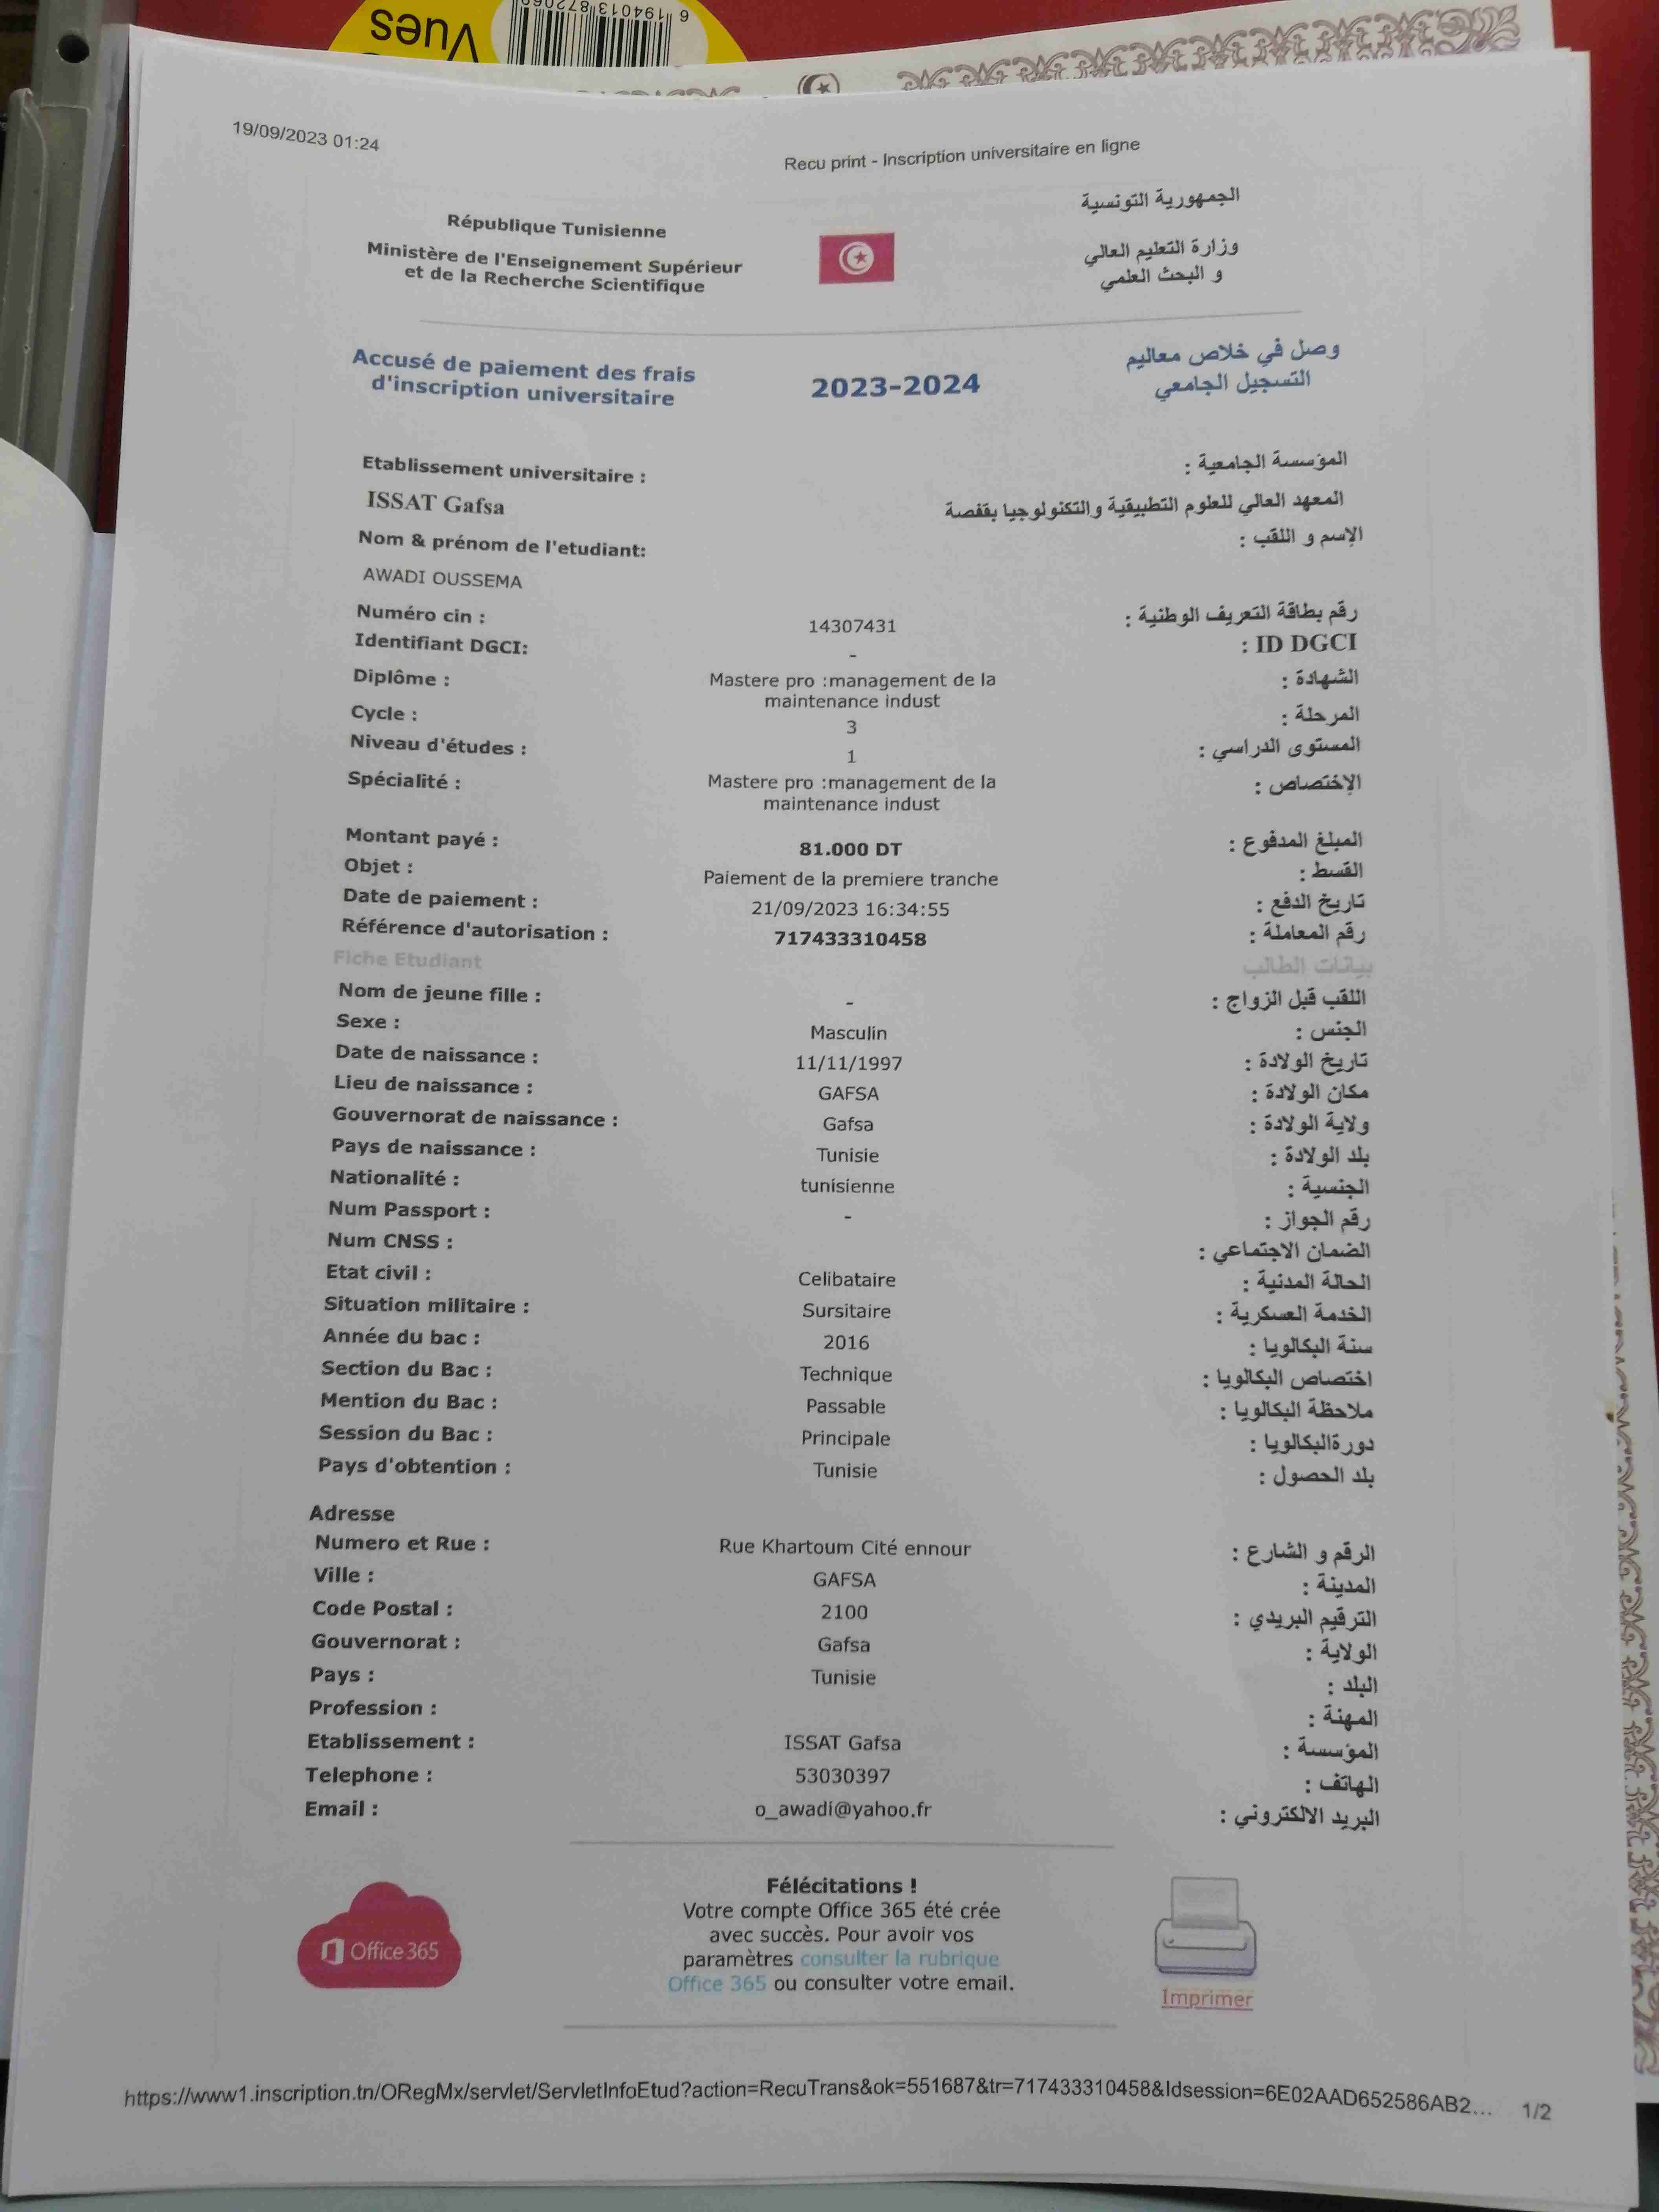 Vues
6 194013 872060
19/09/2023 01:24
Recu print - Inscription universitaire en ligne
République Tunisienne
الجمهورية التونسية
Ministère de l'Enseignement Supérieur
et de la Recherche Scientifique
وزارة التعليم العالي
و البحث العلمي
Accusé de paiement des frais
d'inscription universitaire
2023-2024
وصل في خلاص معاليم
التسجيل الجامعي
Etablissement universitaire :
المؤسسة الجامعية :
ISSAT Gafsa
المعهد العالي للعلوم التطبيقية والتكنولوجيا بقفصة
Nom & prénom de l'etudiant:
الإسم و اللقب :
AWADI OUSSEMA
Numéro cin : 14307431 رقم بطاقة التعريف الوطنية :
Identifiant DGCI: - ID DGCI :
Diplôme : Mastere pro :management de la الشهادة :
maintenance indust
Cycle : 3 المرحلة :
Niveau d'études : 1 المستوى الدراسي :
Spécialité : Mastere pro :management de la الإختصاص :
maintenance indust
Montant payé : 81.000 DT المبلغ المدفوع :
Objet : Paiement de la premiere tranche القسط :
Date de paiement : 21/09/2023 16:34:55 تاريخ الدفع :
Référence d'autorisation : 717433310458 رقم المعاملة :
Fiche Etudiant بيانات الطالب
Nom de jeune fille : - اللقب قبل الزواج :
Sexe : Masculin الجنس :
Date de naissance : 11/11/1997 تاريخ الولادة :
Lieu de naissance : GAFSA مكان الولادة :
Gouvernorat de naissance : Gafsa ولاية الولادة :
Pays de naissance : Tunisie بلد الولادة :
Nationalité : tunisienne الجنسية :
Num Passport : - رقم الجواز :
Num CNSS : الضمان الاجتماعي :
Etat civil : Celibataire الحالة المدنية :
Situation militaire : Sursitaire الخدمة العسكرية :
Année du bac : 2016 سنة البكالويا :
Section du Bac : Technique اختصاص البكالويا :
Mention du Bac : Passable ملاحظة البكالويا :
Session du Bac : Principale دورةالبكالويا :
Pays d'obtention : Tunisie بلد الحصول :
Adresse
Numero et Rue : Rue Khartoum Cité ennour الرقم و الشارع :
Ville : GAFSA المدينة :
Code Postal : 2100 الترقيم البريدي :
Gouvernorat : Gafsa الولاية :
Pays : Tunisie البلد :
Profession : المهنة :
Etablissement : ISSAT Gafsa المؤسسة :
Telephone : 53030397 الهاتف :
Email : o_awadi@yahoo.fr البريد الالكتروني :
Félécitations !
Votre compte Office 365 été crée
avec succès. Pour avoir vos
paramètres consulter la rubrique
Office 365 ou consulter votre email.
Office 365
Imprimer
https://www1.inscription.tn/ORegMx/servlet/ServletInfoEtud?action=RecuTrans&ok=551687&tr=717433310458&Idsession=6E02AAD652586AB2... 1/2